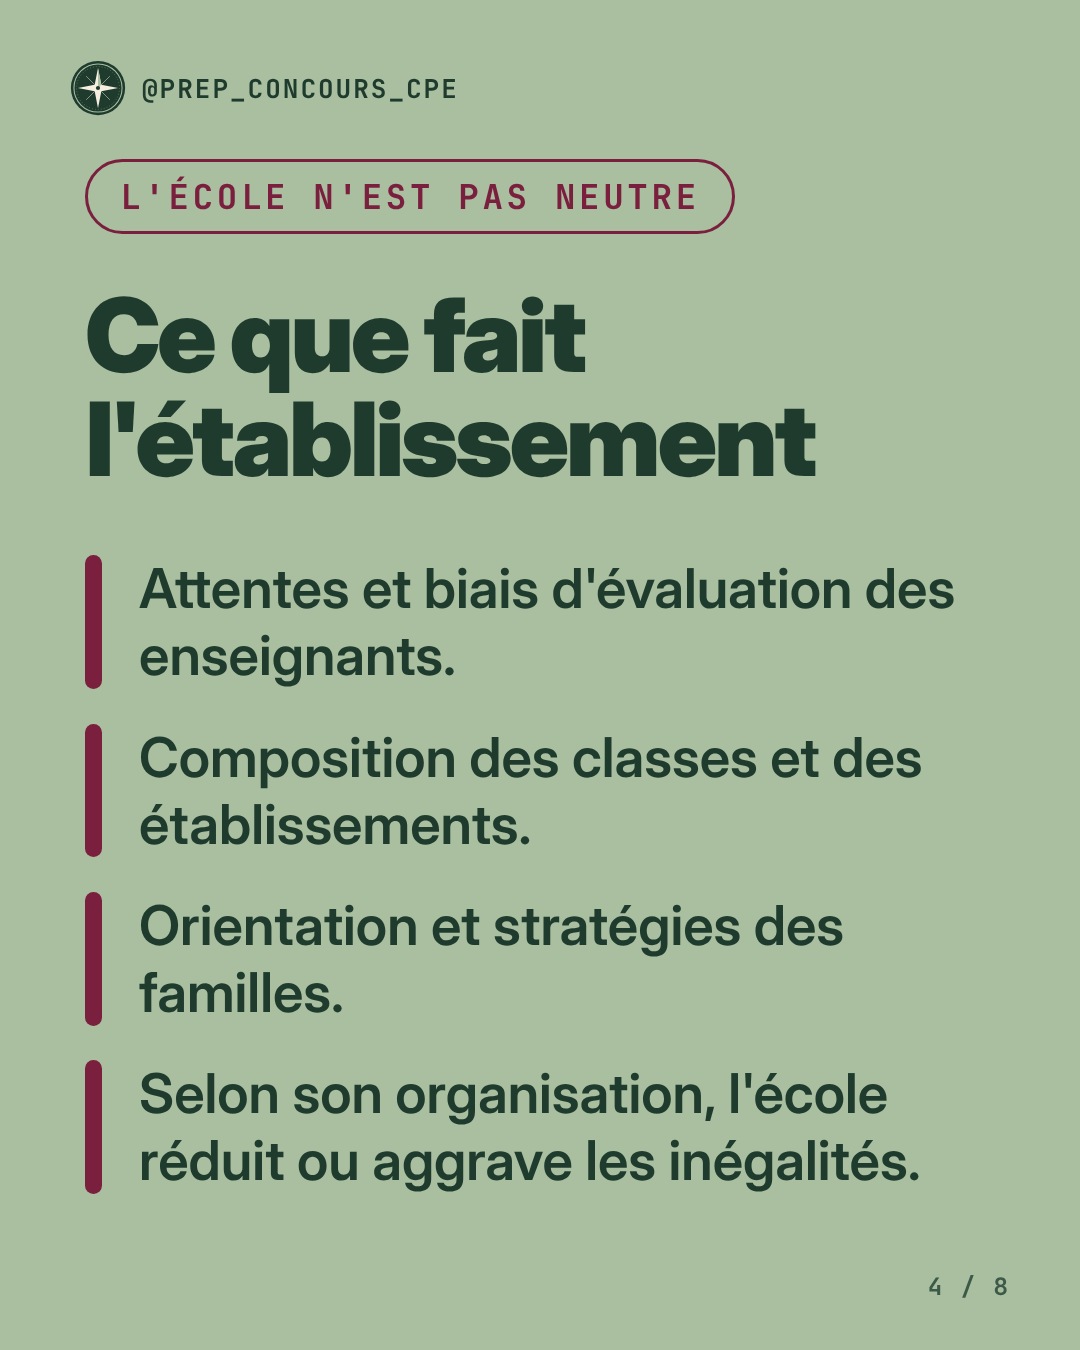 @PREP_CONCOURS_CPE
L'ÉCOLE N'EST PAS NEUTRE
Ce que fait
l'établissement
Attentes et biais d'évaluation des
enseignants.
Composition des classes et des
établissements.
Orientation et stratégies des
familles.
Selon son organisation, l'école
réduit ou aggrave les inégalités.
4 / 8